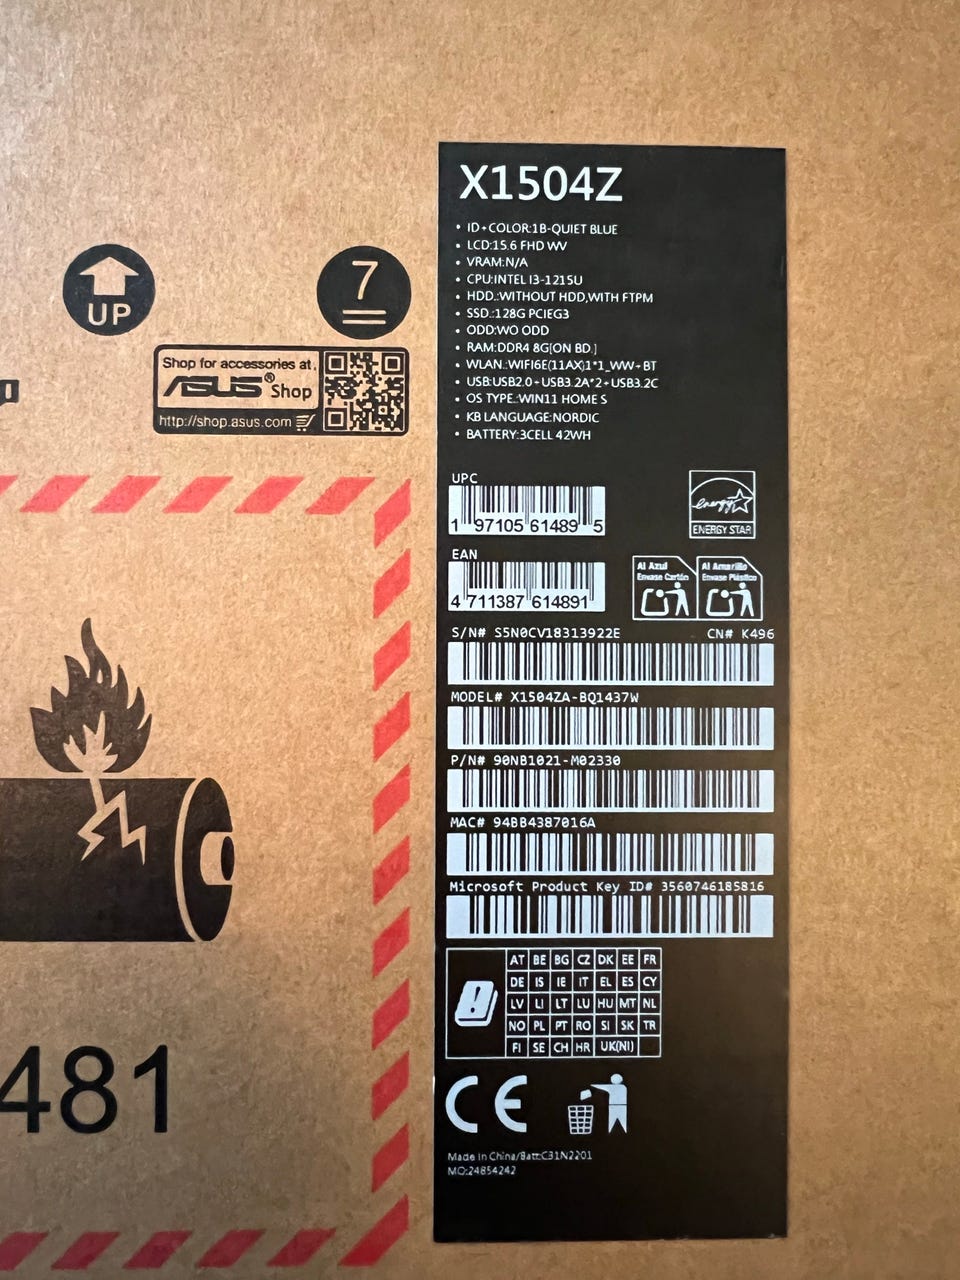 UP
7
Shop for accessories at
ASUS® Shop
http://shop.asus.com
481
X1504Z
• ID+COLOR:1B-QUIET BLUE
• LCD:15.6 FHD WV
• VRAM:N/A
• CPU:INTEL I3-1215U
• HDD.:WITHOUT HDD,WITH FTPM
• SSD.:128G PCIEG3
• ODD:WO ODD
• RAM:DDR4 8G[ON BD.]
• WLAN.:WIFI6E(11AX)1*1_WW+BT
• USB:USB2.0+USB3.2A*2+USB3.2C
• OS TYPE.:WIN11 HOME S
• KB LANGUAGE:NORDIC
• BATTERY:3CELL 42WH
UPC
1 97105 61489 5
energy
ENERGY STAR
EAN
4 711387 614891
Al Azul
Envase Cartón
Al Amarillo
Envase Plástico
S/N# S5N0CV18313922E CN# K496
MODEL# X1504ZA-BQ1437W
P/N# 90NB1021-M02330
MAC# 94BB4387016A
Microsoft Product Key ID# 3560746185816
AT BE BG CZ DK EE FR
DE IS IE IT EL ES CY
LV LI LT LU HU MT NL
NO PL PT RO SI SK TR
FI SE CH HR UK(NI)
CE
Made in China/Batt:C31N2201
MO:24854242